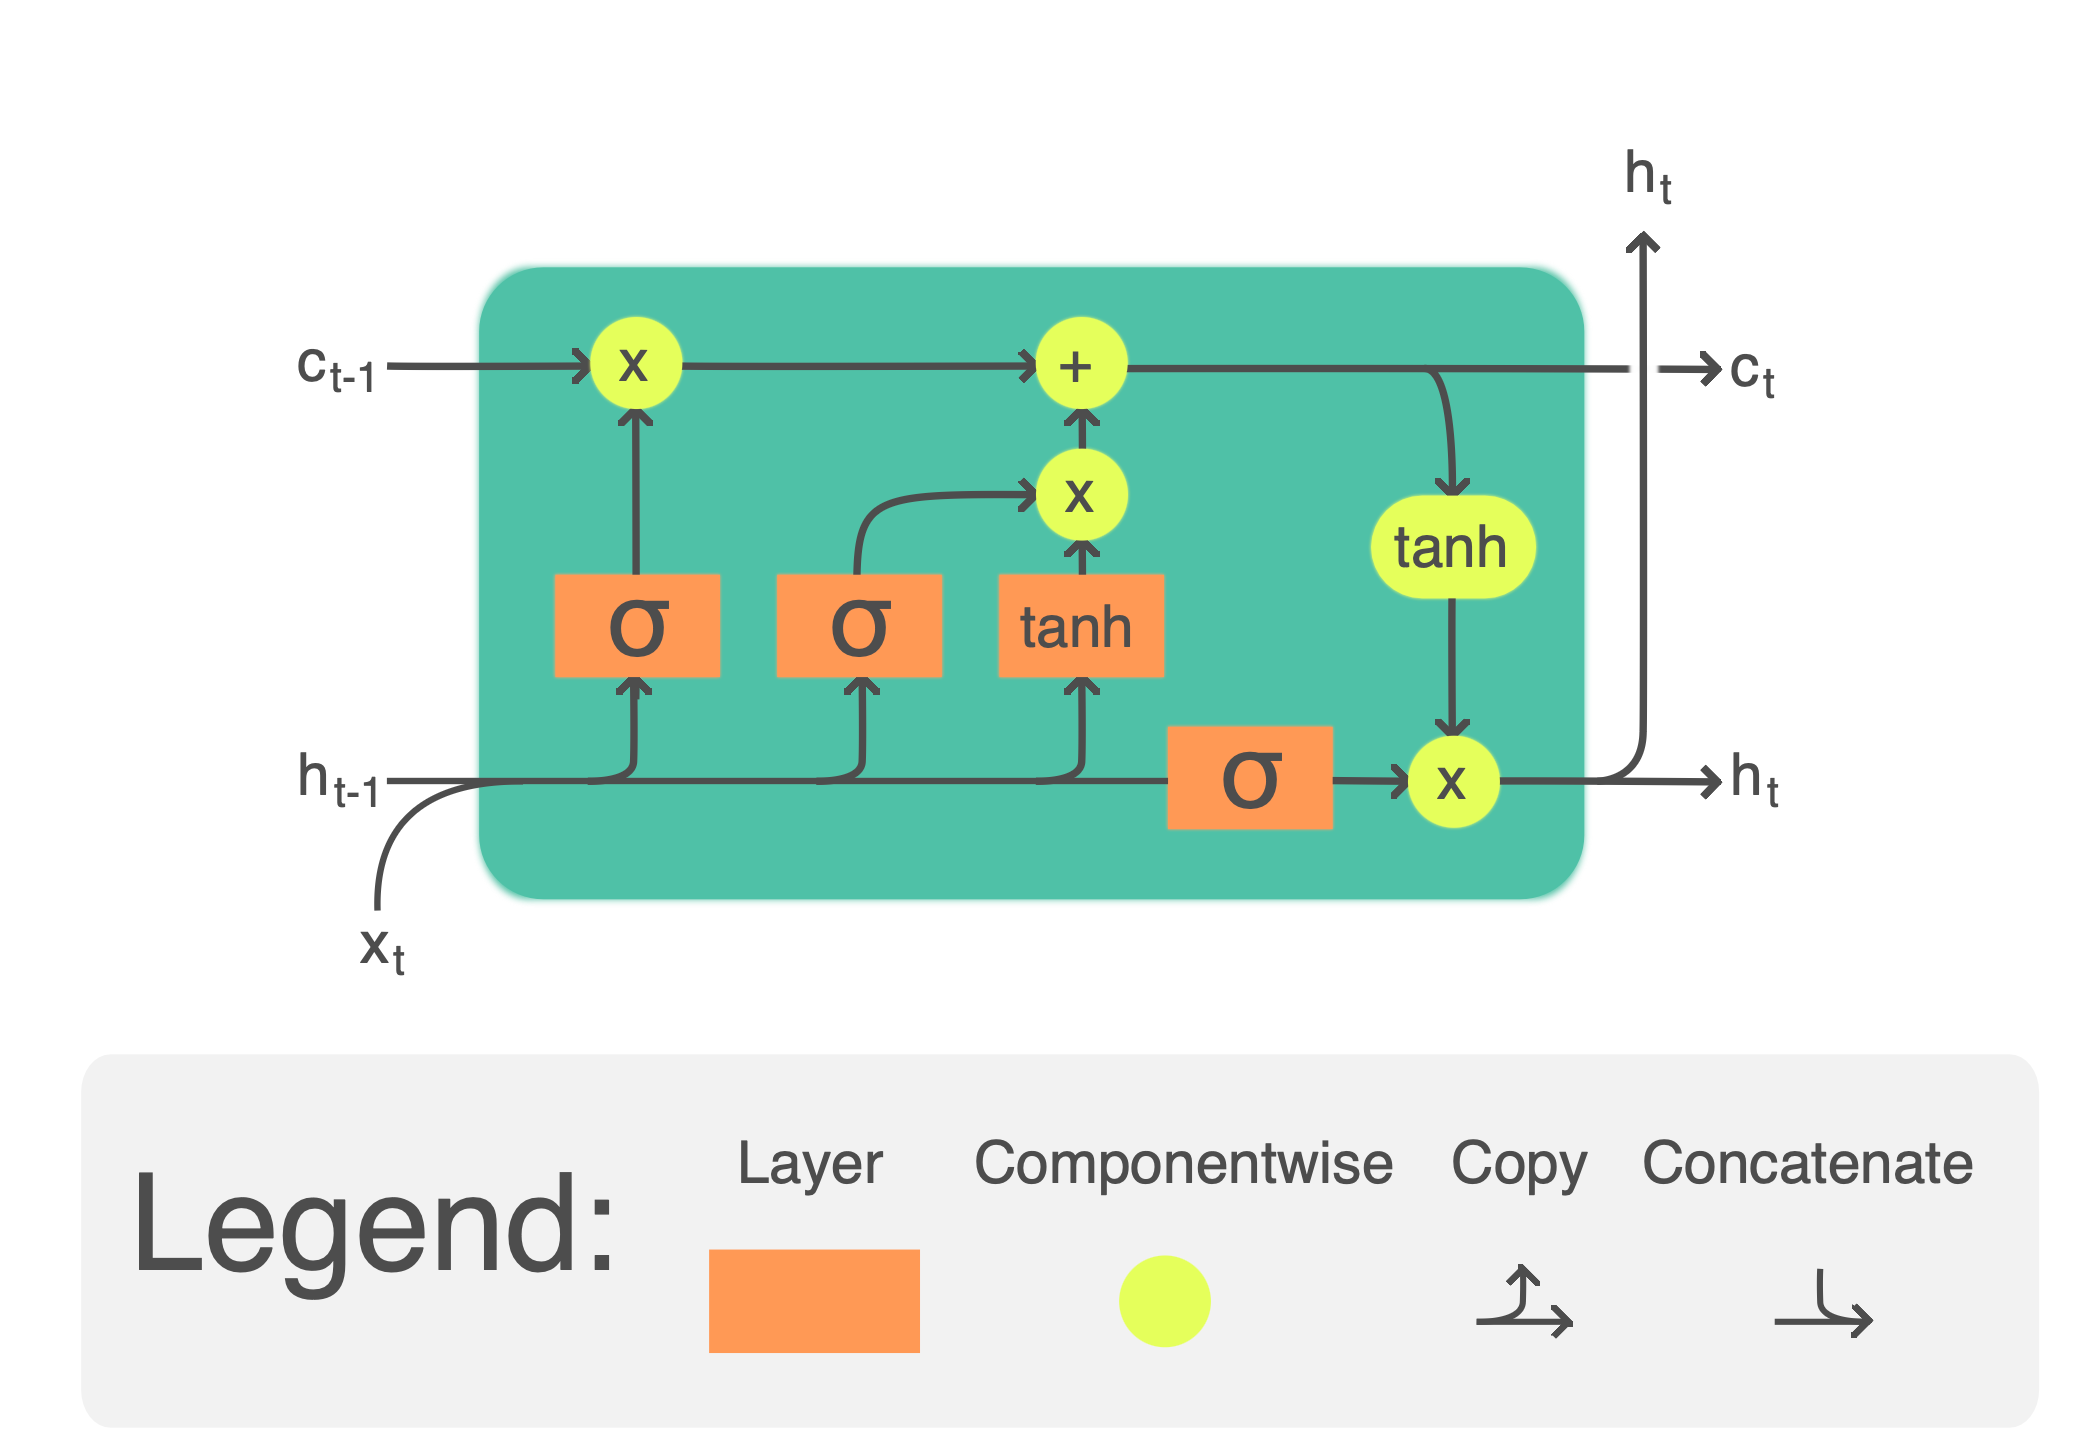 h_t
c_t-1
x
+
c_t
x
tanh
σ
σ
tanh
h_t-1
σ
x
h_t
x_t
Legend:
Layer
Componentwise
Copy
Concatenate